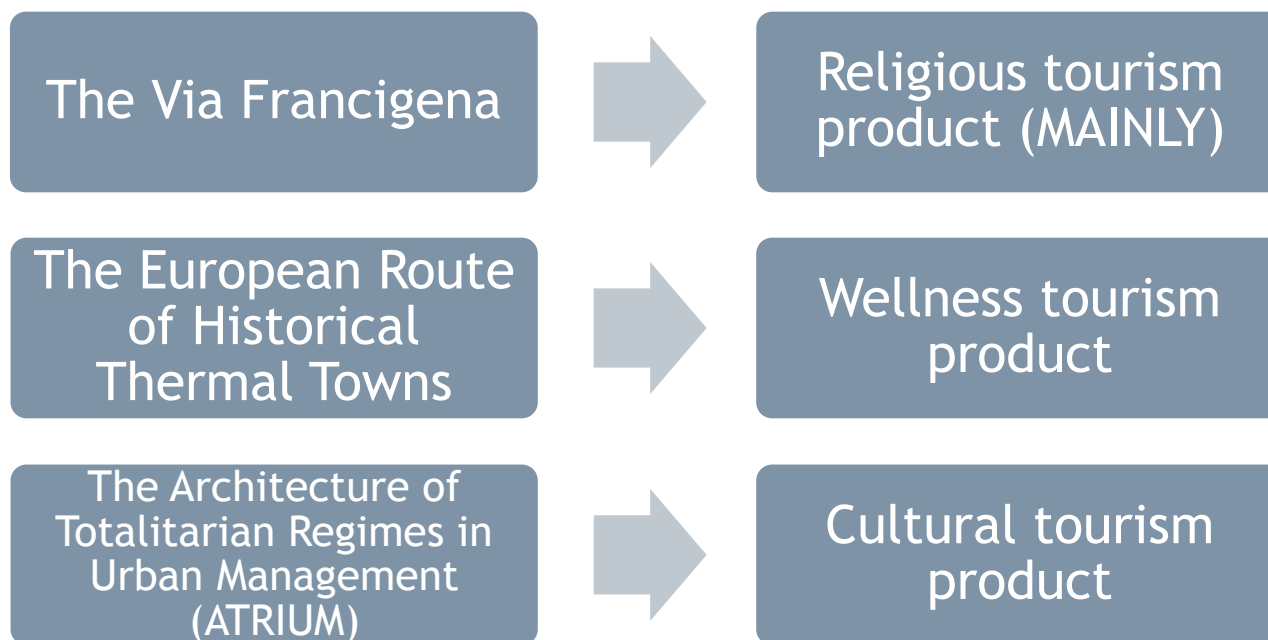 The Via Francigena
Religious tourism
product (MAINLY)
The European Route
of Historical
Thermal Towns
Wellness tourism
product
The Architecture of
Totalitarian Regimes in
Urban Management
(ATRIUM)
Cultural tourism
product